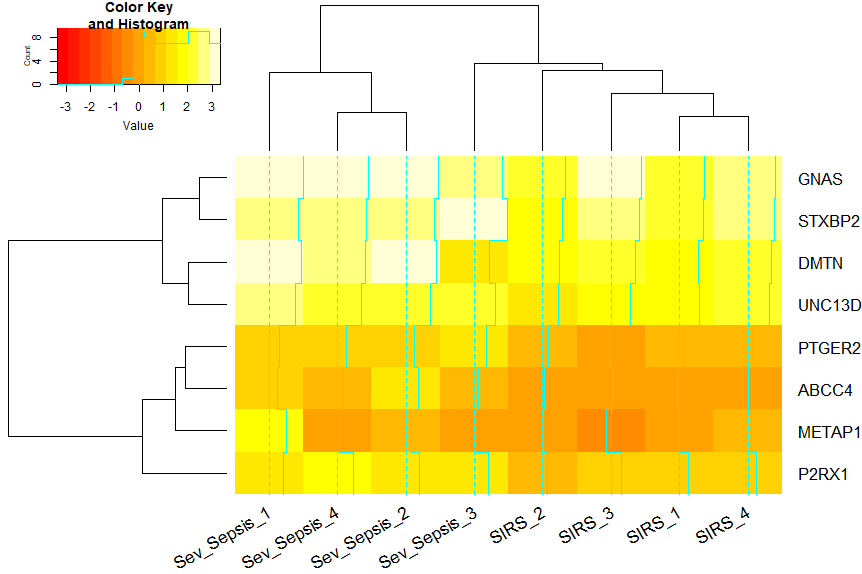 Color Key
and Histogram
Count
0 4 8
-3 -2 -1 0 1 2 3
Value
GNAS
STXBP2
DMTN
UNC13D
PTGER2
ABCC4
METAP1
P2RX1
Sev_Sepsis_1
Sev_Sepsis_4
Sev_Sepsis_2
Sev_Sepsis_3
SIRS_2
SIRS_3
SIRS_1
SIRS_4